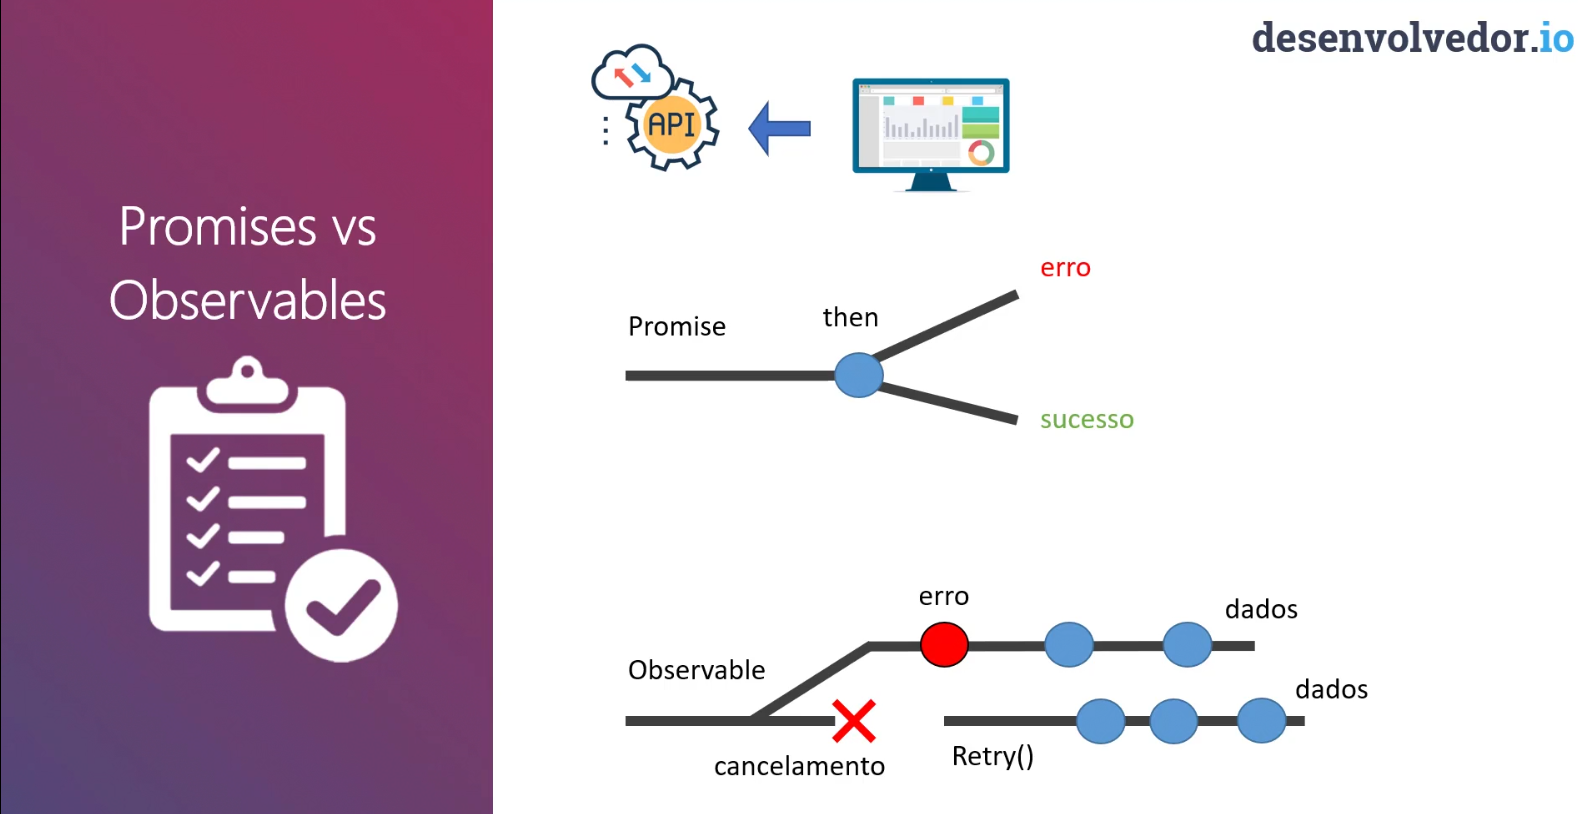 desenvolvedor.io
API
Promises vs
Observables
erro
then
Promise
sucesso
erro
dados
Observable
dados
Retry()
cancelamento